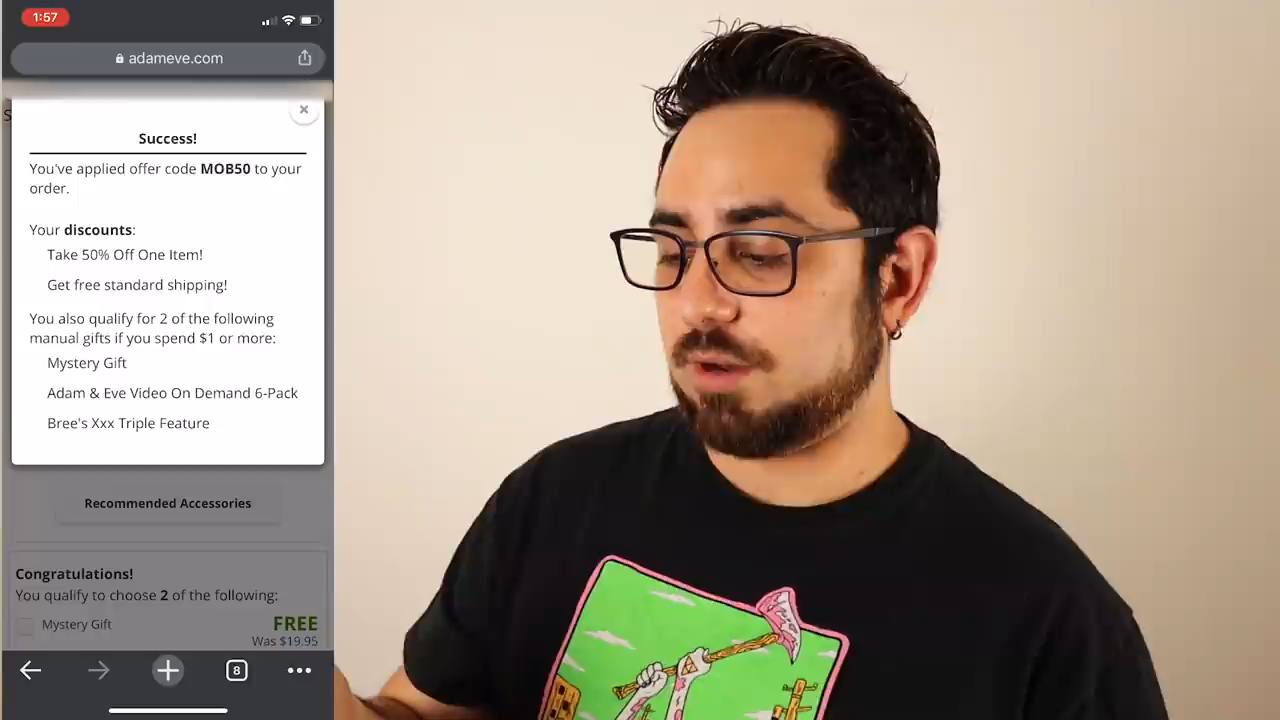 1:57
adameve.com
Success!
You've applied offer code MOB50 to your
order.
Your discounts:
Take 50% Off One Item!
Get free standard shipping!
You also qualify for 2 of the following
manual gifts if you spend $1 or more:
Mystery Gift
Adam & Eve Video On Demand 6-Pack
Bree's Xxx Triple Feature
Recommended Accessories
Congratulations!
You qualify to choose 2 of the following:
Mystery Gift
FREE
Was $19.95
8